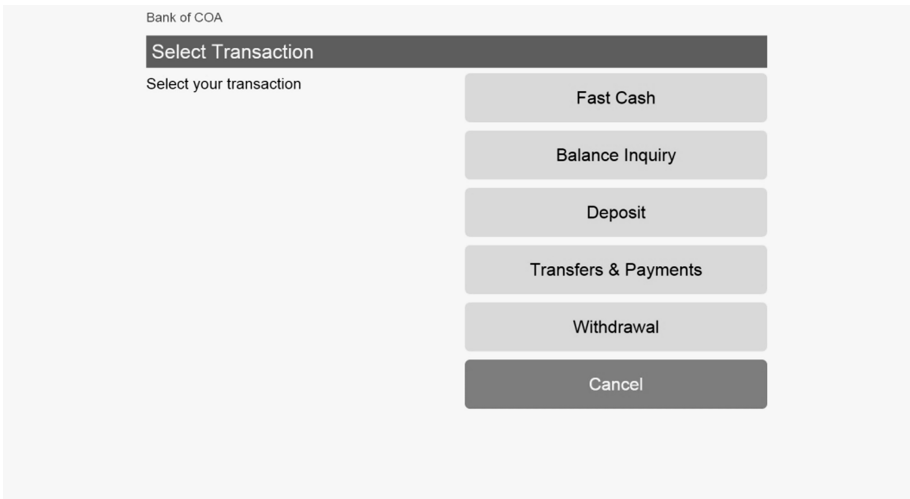 Bank of COA
Select Transaction
Select your transaction
Fast Cash
Balance Inquiry
Deposit
Transfers & Payments
Withdrawal
Cancel